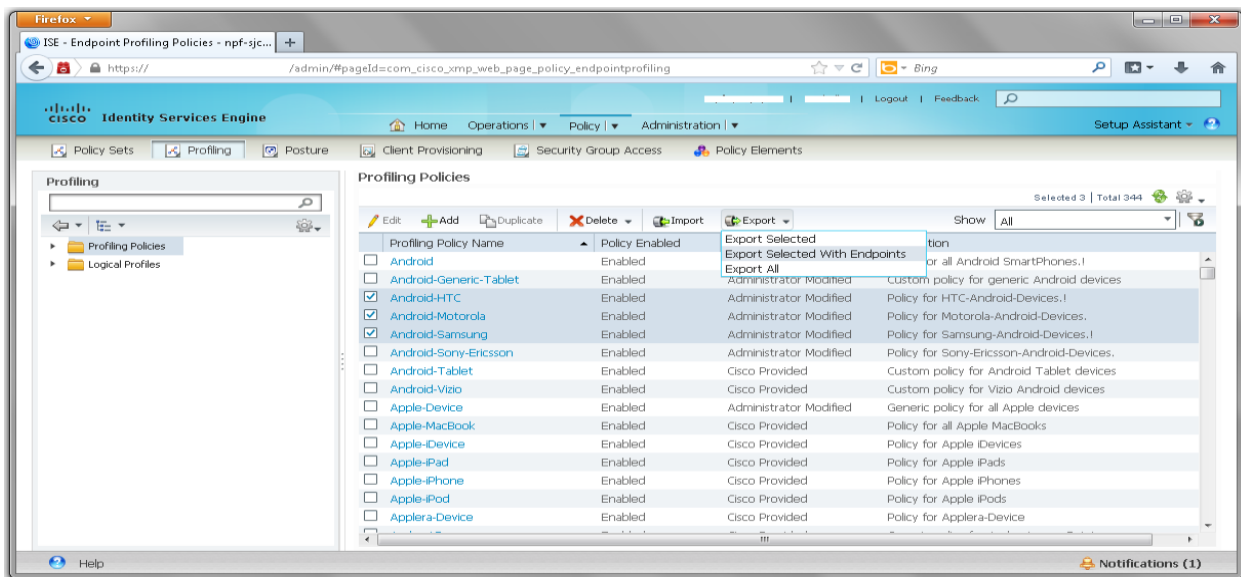 Firefox
ISE - Endpoint Profiling Policies - npf-sjc...
https:// /admin/#pageId=com_cisco_xmp_web_page_policy_endpointprofiling
Bing
CISCO Identity Services Engine
Logout | Feedback
Home Operations | Policy | Administration |
Setup Assistant
Policy Sets Profiling Posture Client Provisioning Security Group Access Policy Elements
Profiling
Profiling Policies
Logical Profiles
Profiling Policies
Selected 3 | Total 344
Edit Add Duplicate Delete Import Export Show All
Export Selected
Export Selected With Endpoints
Export All
Profiling Policy Name Policy Enabled tion
Android Enabled or all Android SmartPhones.!
Android-Generic-Tablet Enabled Administrator Modified Custom policy for generic Android devices
Android-HTC Enabled Administrator Modified Policy for HTC-Android-Devices.!
Android-Motorola Enabled Administrator Modified Policy for Motorola-Android-Devices.
Android-Samsung Enabled Administrator Modified Policy for Samsung-Android-Devices.!
Android-Sony-Ericsson Enabled Administrator Modified Policy for Sony-Ericsson-Android-Devices.
Android-Tablet Enabled Cisco Provided Custom policy for Android Tablet devices
Android-Vizio Enabled Cisco Provided Custom policy for Vizio Android devices
Apple-Device Enabled Administrator Modified Generic policy for all Apple devices
Apple-MacBook Enabled Cisco Provided Policy for all Apple MacBooks
Apple-iDevice Enabled Cisco Provided Policy for Apple iDevices
Apple-iPad Enabled Cisco Provided Policy for Apple iPads
Apple-iPhone Enabled Cisco Provided Policy for Apple iPhones
Apple-iPod Enabled Cisco Provided Policy for Apple iPods
Applera-Device Enabled Cisco Provided Policy for Applera-Device
Help
Notifications (1)